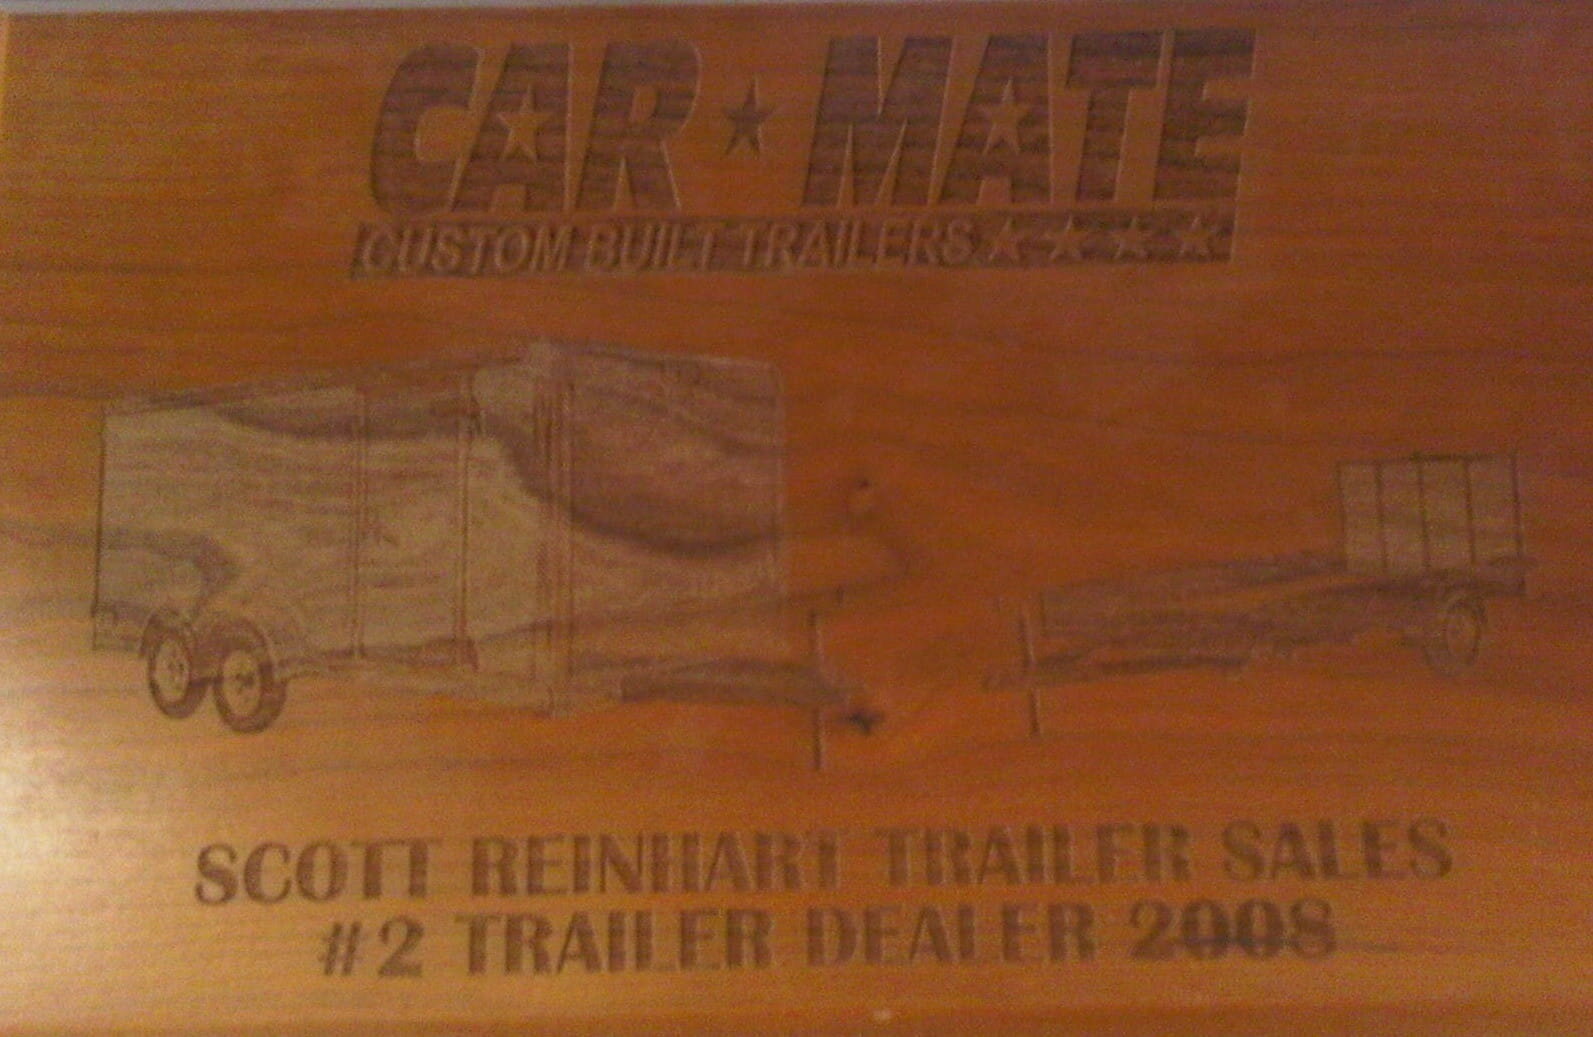 CAR★MATE
CUSTOM BUILT TRAILERS★★★★
SCOTT REINHART TRAILER SALES
#2 TRAILER DEALER 2008